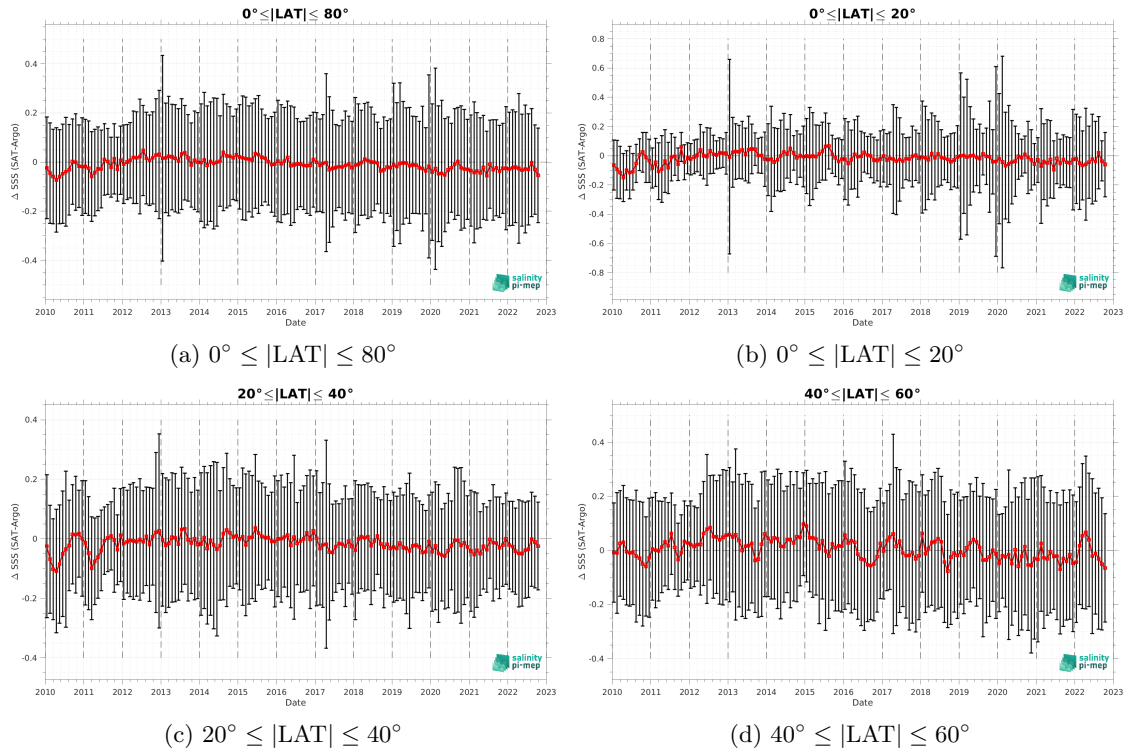 0°≤|LAT|≤ 80°
0.4
0.2
0
-0.2
-0.4
Δ SSS (SAT-Argo)
2010 2011 2012 2013 2014 2015 2016 2017 2018 2019 2020 2021 2022 2023
Date
salinity
pi-mep
(a) 0° ≤ |LAT| ≤ 80°
0°≤|LAT|≤ 20°
0.8
0.6
0.4
0.2
0
-0.2
-0.4
-0.6
-0.8
Δ SSS (SAT-Argo)
2010 2011 2012 2013 2014 2015 2016 2017 2018 2019 2020 2021 2022 2023
Date
salinity
pi-mep
(b) 0° ≤ |LAT| ≤ 20°
20°≤|LAT|≤ 40°
0.4
0.2
0
-0.2
-0.4
Δ SSS (SAT-Argo)
2010 2011 2012 2013 2014 2015 2016 2017 2018 2019 2020 2021 2022 2023
Date
salinity
pi-mep
(c) 20° ≤ |LAT| ≤ 40°
40°≤|LAT|≤ 60°
0.4
0.2
0
-0.2
-0.4
Δ SSS (SAT-Argo)
2010 2011 2012 2013 2014 2015 2016 2017 2018 2019 2020 2021 2022 2023
Date
salinity
pi-mep
(d) 40° ≤ |LAT| ≤ 60°